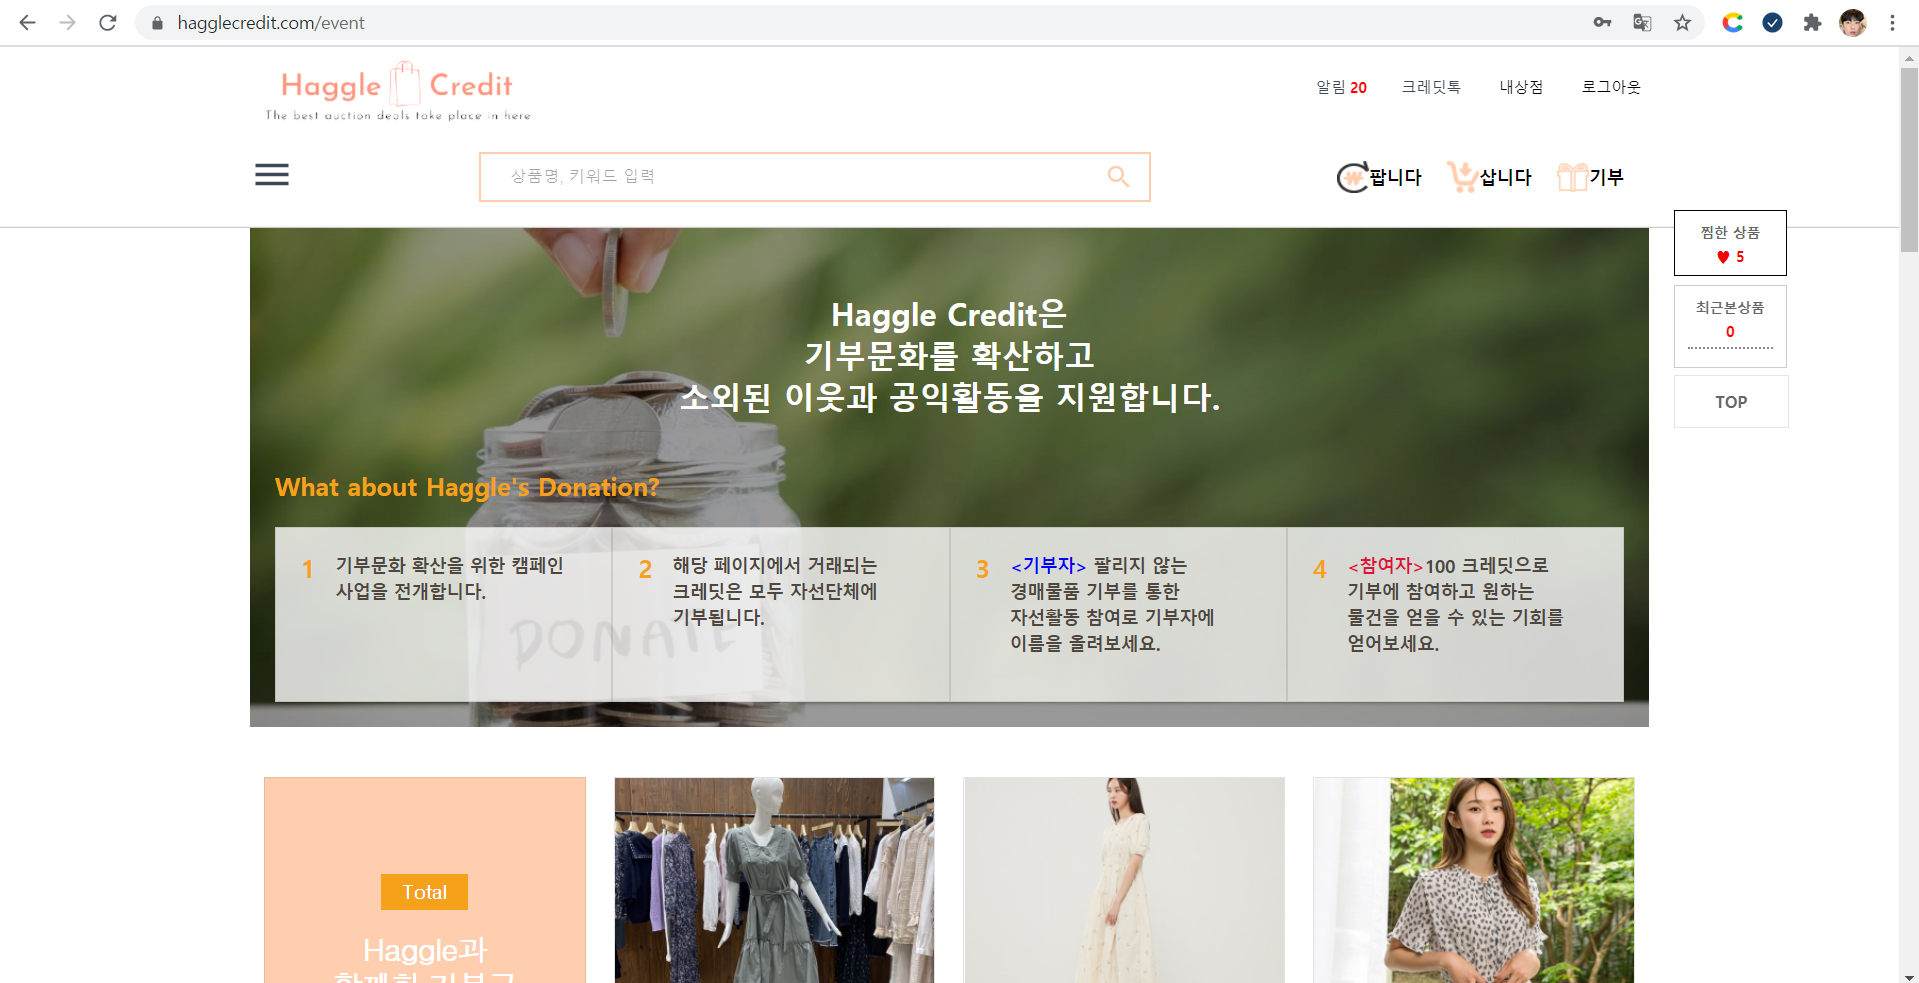 hagglecredit.com/event
Haggle Credit
The best auction deals take place in here
알림 20 크레딧톡 내상점 로그아웃
상품명, 키워드 입력
팝니다 삽니다 기부
찜한 상품
♥ 5
최근본상품
0
TOP
Haggle Credit은
기부문화를 확산하고
소외된 이웃과 공익활동을 지원합니다.
What about Haggle's Donation?
1 기부문화 확산을 위한 캠페인
사업을 전개합니다.
2 해당 페이지에서 거래되는
크레딧은 모두 자선단체에
기부됩니다.
3 <기부자> 팔리지 않는
경매물품 기부를 통한
자선활동 참여로 기부자에
이름을 올려보세요.
4 <참여자>100 크레딧으로
기부에 참여하고 원하는
물건을 얻을 수 있는 기회를
얻어보세요.
DONATE
Total
Haggle과
함께한 기부금